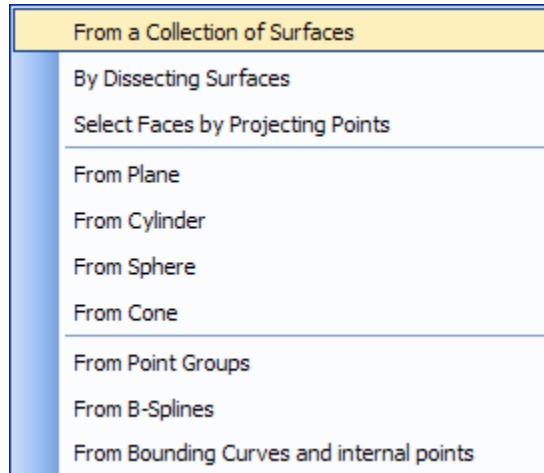 From a Collection of Surfaces
By Dissecting Surfaces
Select Faces by Projecting Points
From Plane
From Cylinder
From Sphere
From Cone
From Point Groups
From B-Splines
From Bounding Curves and internal points